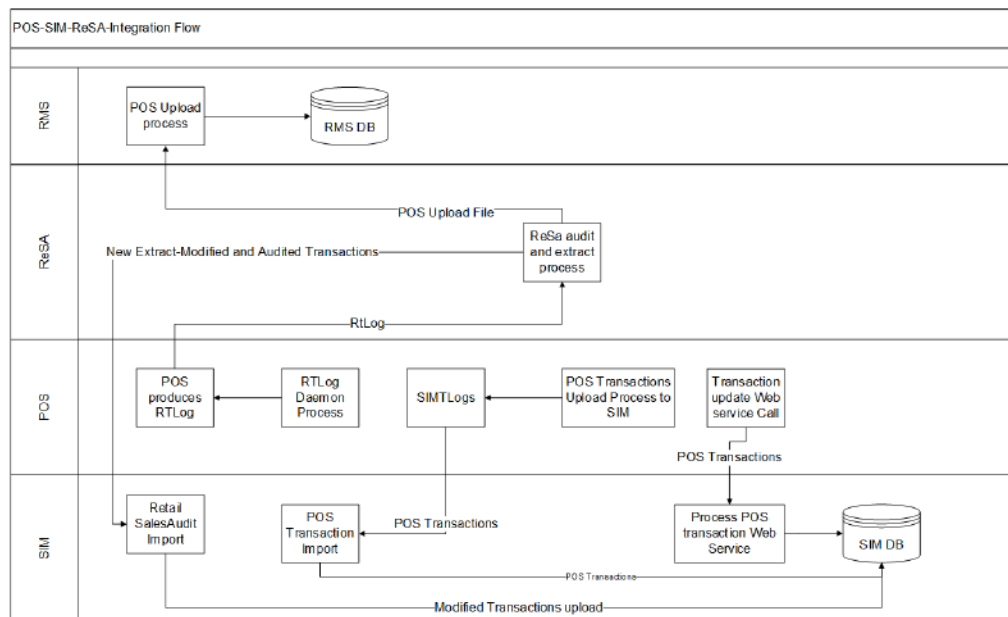 POS-SIM-ReSA-Integration Flow
RMS
POS Upload
process
RMS DB
ReSA
POS Upload File
New Extract-Modified and Audited Transactions
ReSa audit
and extract
process
RtLog
POS
POS
produces
RTLog
RTLog
Daemon
Process
SIMTLogs
POS Transactions
Upload Process to
SIM
Transaction
update Web
service Call
POS Transactions
SIM
Retail
SalesAudit
Import
POS
Transaction
Import
POS Transactions
Process POS
transaction Web
Service
SIM DB
POS Transactions
Modified Transactions upload